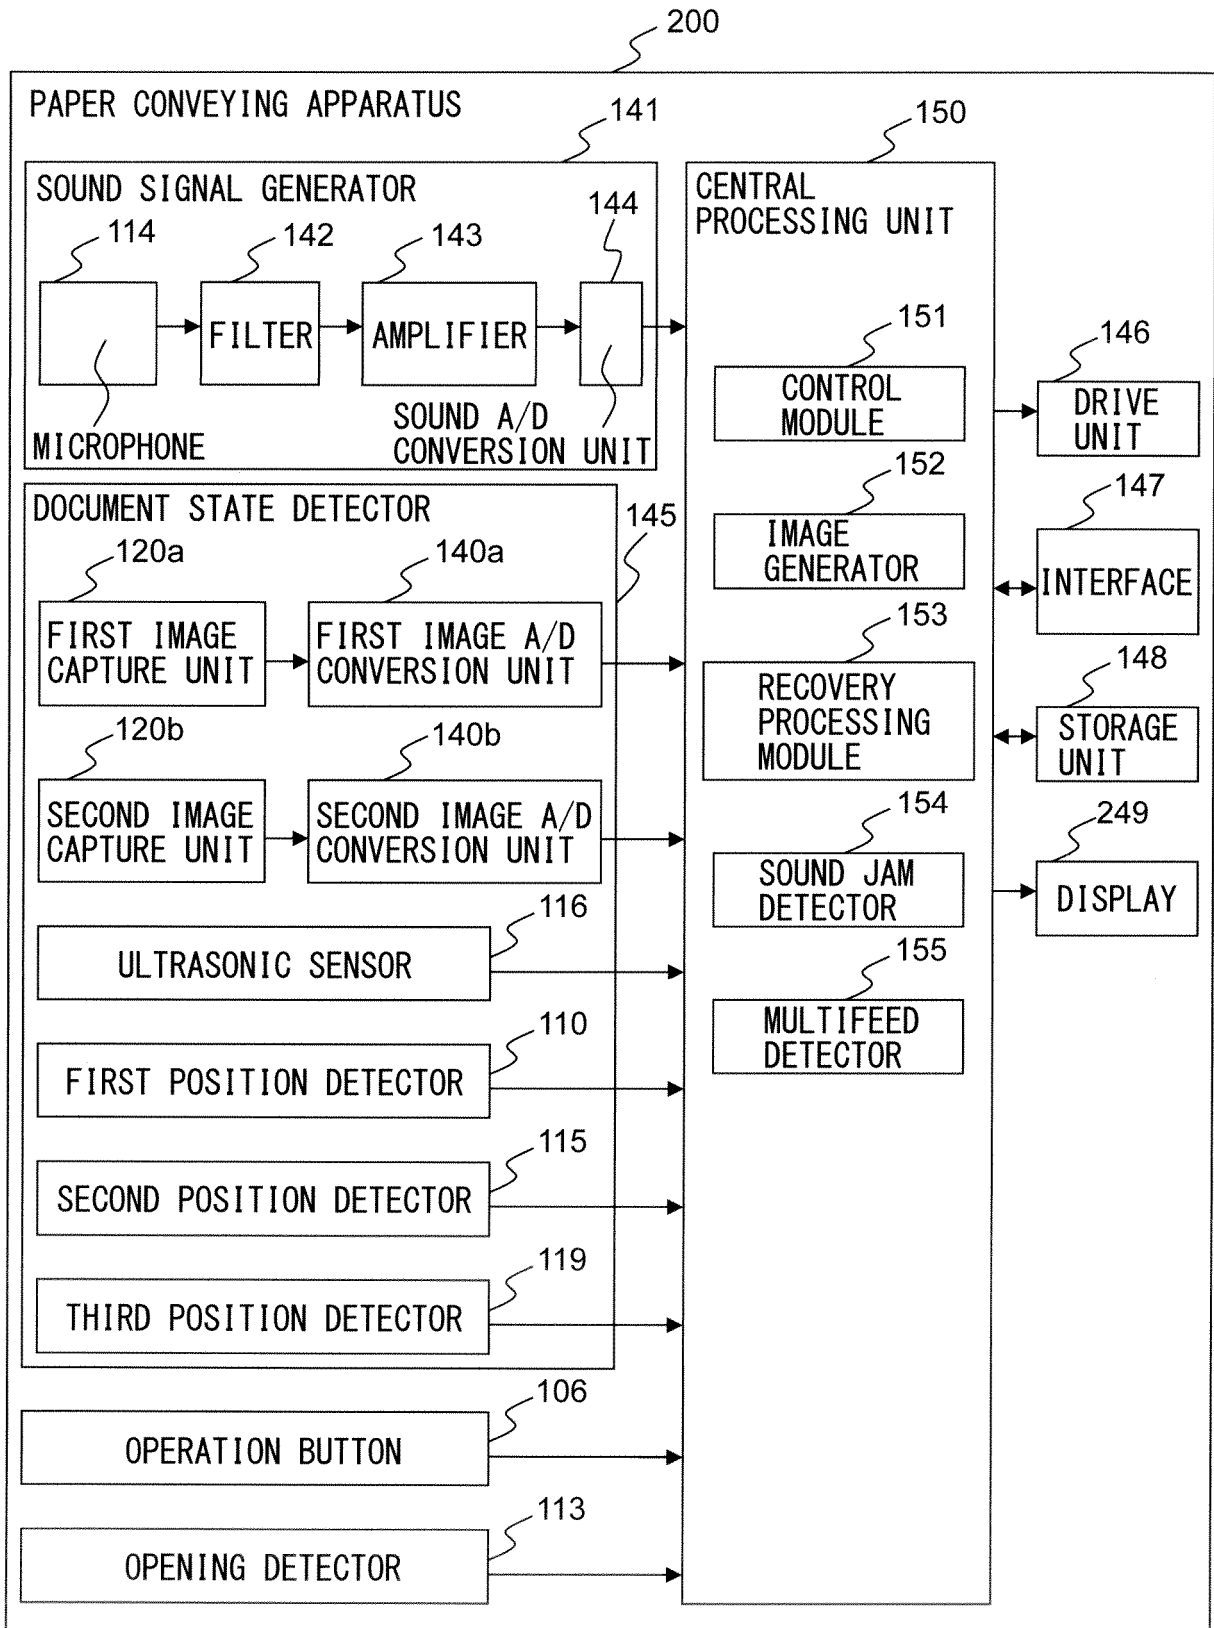 200
PAPER CONVEYING APPARATUS
141
150
SOUND SIGNAL GENERATOR
114
142
143
144
FILTER
AMPLIFIER
MICROPHONE
SOUND A/D
CONVERSION UNIT
CENTRAL
PROCESSING UNIT
151
CONTROL
MODULE
146
DRIVE
UNIT
DOCUMENT STATE DETECTOR
145
120a
140a
FIRST IMAGE
CAPTURE UNIT
FIRST IMAGE A/D
CONVERSION UNIT
152
IMAGE
GENERATOR
147
INTERFACE
120b
140b
SECOND IMAGE
CAPTURE UNIT
SECOND IMAGE A/D
CONVERSION UNIT
153
RECOVERY
PROCESSING
MODULE
148
STORAGE
UNIT
116
ULTRASONIC SENSOR
154
SOUND JAM
DETECTOR
249
DISPLAY
110
FIRST POSITION DETECTOR
155
MULTIFEED
DETECTOR
115
SECOND POSITION DETECTOR
119
THIRD POSITION DETECTOR
106
OPERATION BUTTON
113
OPENING DETECTOR